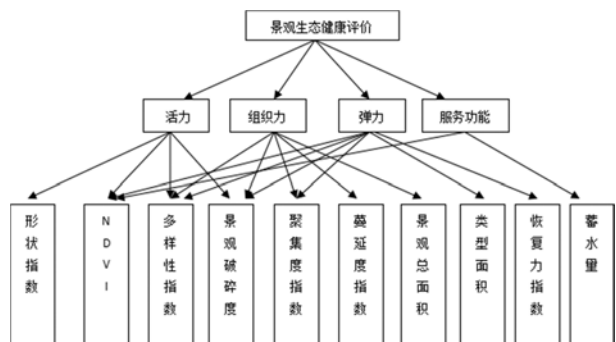 景观生态健康评价
活力
组织力
弹力
服务功能
形状指数
NDVI
多样性指数
景观破碎度
聚集度指数
蔓延度指数
景观总面积
类型面积
恢复力指数
蓄水量